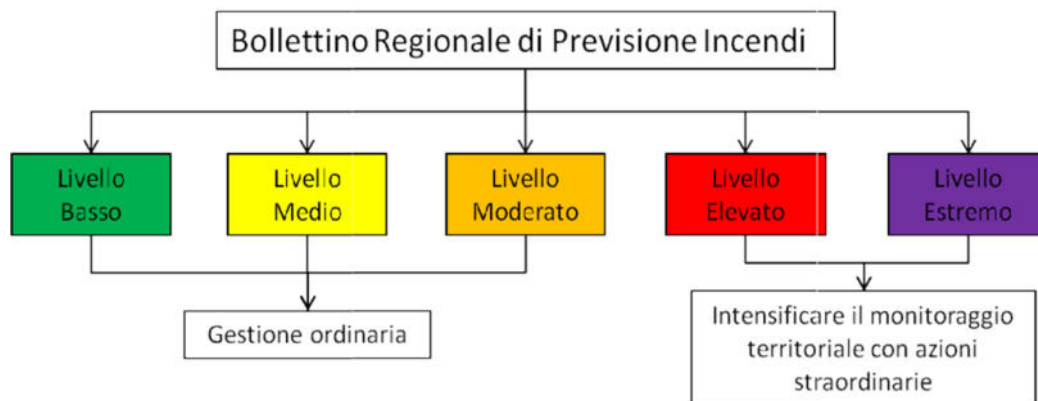 Bollettino Regionale di Previsione Incendi
Livello
Basso
Livello
Medio
Livello
Moderato
Livello
Elevato
Livello
Estremo
Gestione ordinaria
Intensificare il monitoraggio
territoriale con azioni
straordinarie